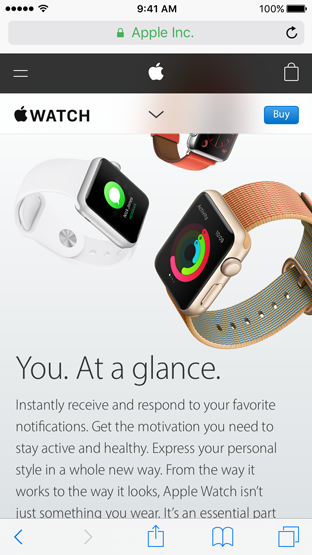 9:41 AM 100%
Apple Inc.
WATCH Buy
Activity 10:09
You. At a glance.
Instantly receive and respond to your favorite
notifications. Get the motivation you need to
stay active and healthy. Express your personal
style in a whole new way. From the way it
works to the way it looks, Apple Watch isn’t
just something you wear. It’s an essential part